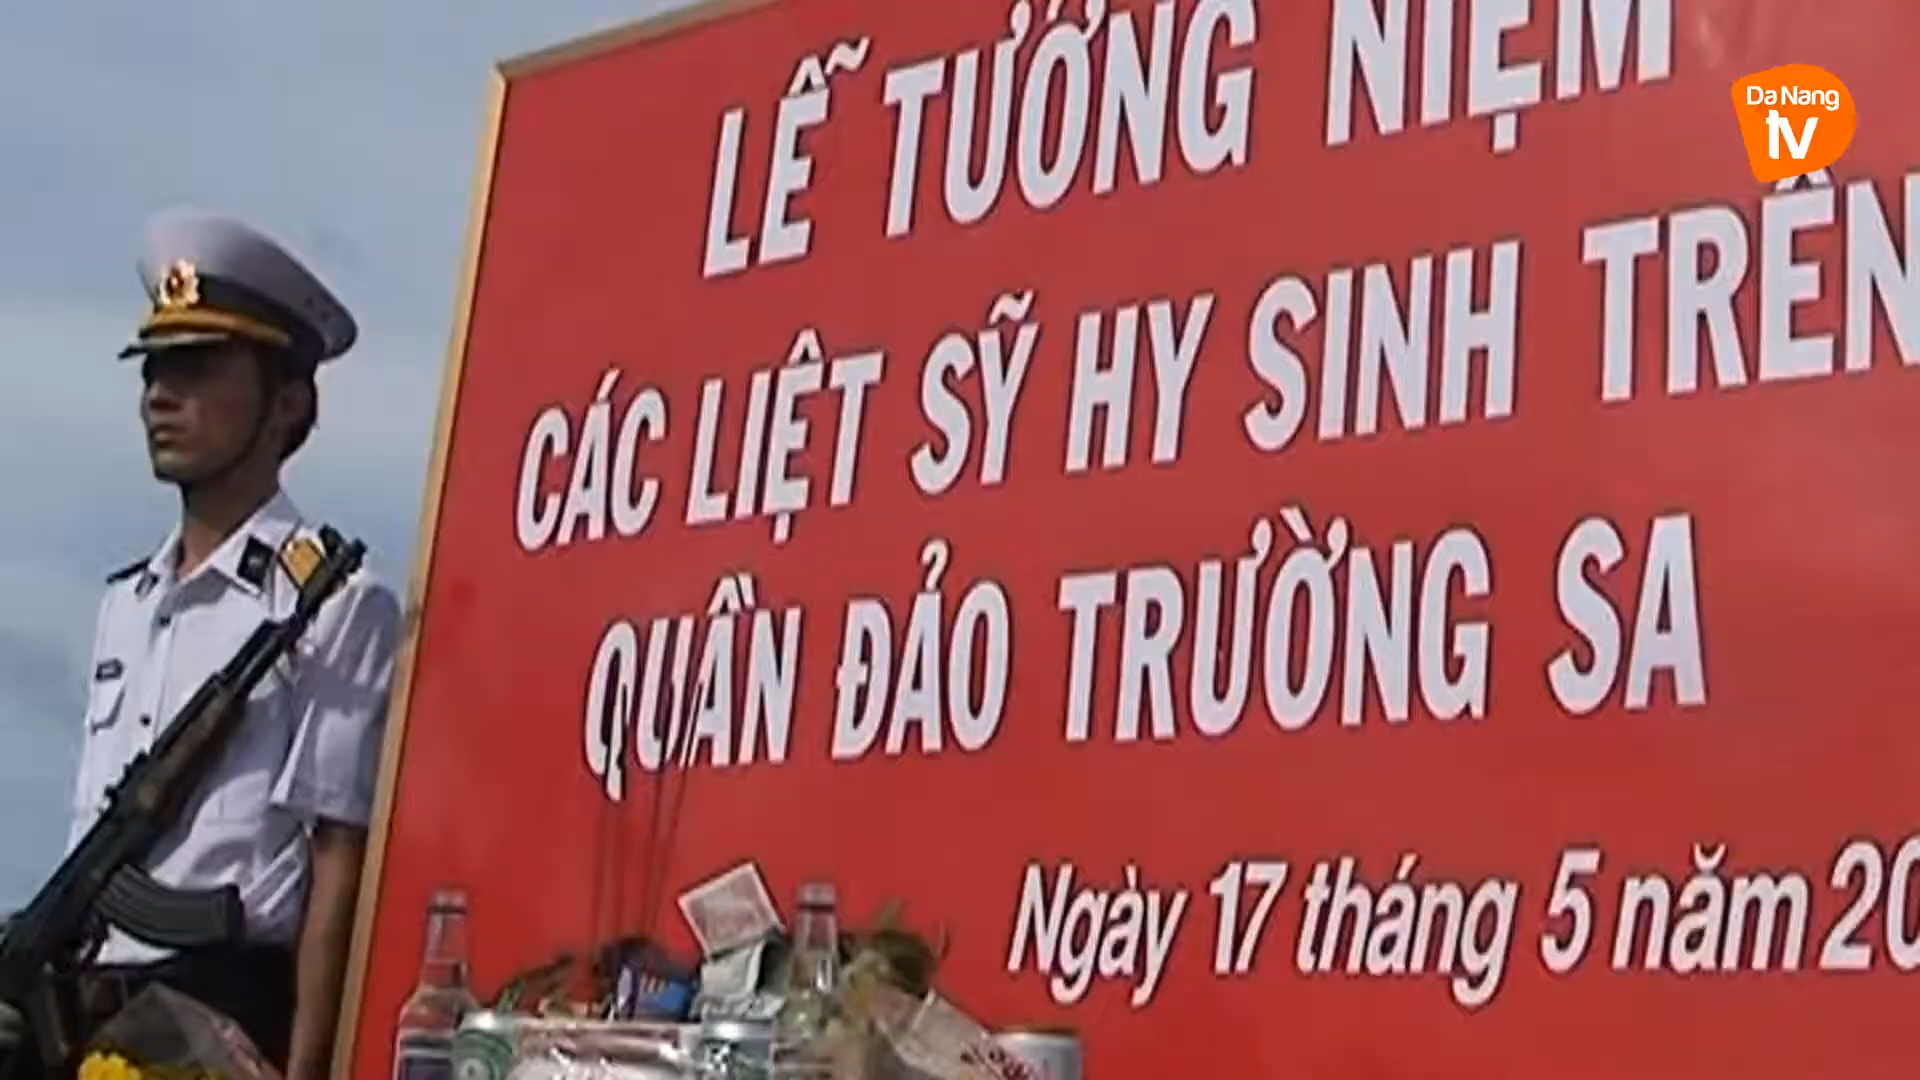 LỄ TƯỞNG NIỆM
CÁC LIỆT SỸ HY SINH TRÊN
QUẦN ĐẢO TRƯỜNG SA
Ngày 17 tháng 5 năm 20
Da Nang
tv